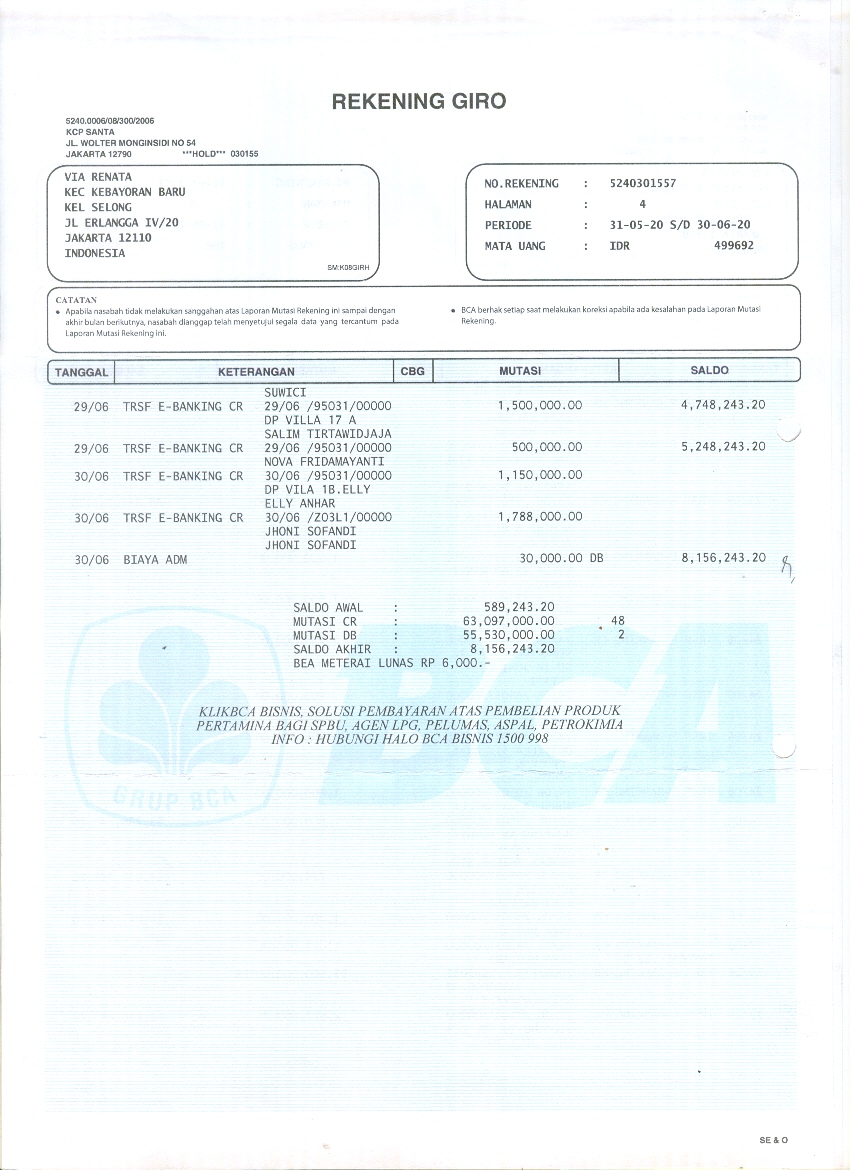 REKENING GIRO
5240.0006/08/300/2006
KCP SANTA
JL. WOLTER MONGINSIDI NO 54
JAKARTA 12790 ***HOLD*** 030155
VIA RENATA
KEC KEBAYORAN BARU
KEL SELONG
JL ERLANGGA IV/20
JAKARTA 12110
INDONESIA
SM:K08GIRH
NO.REKENING : 5240301557
HALAMAN : 4
PERIODE : 31-05-20 S/D 30-06-20
MATA UANG : IDR 499692
CATATAN
• Apabila nasabah tidak melakukan sanggahan atas Laporan Mutasi Rekening ini sampai dengan
akhir bulan berikutnya, nasabah dianggap telah menyetujui segala data yang tercantum pada
Laporan Mutasi Rekening ini.
• BCA berhak setiap saat melakukan koreksi apabila ada kesalahan pada Laporan Mutasi
Rekening.
TANGGAL KETERANGAN CBG MUTASI SALDO
SUWICI
29/06 TRSF E-BANKING CR 29/06 /95031/00000 1,500,000.00 4,748,243.20
DP VILLA 17 A
SALIM TIRTAWIDJAJA
29/06 TRSF E-BANKING CR 29/06 /95031/00000 500,000.00 5,248,243.20
NOVA FRIDAMAYANTI
30/06 TRSF E-BANKING CR 30/06 /95031/00000 1,150,000.00
DP VILA 1B.ELLY
ELLY ANHAR
30/06 TRSF E-BANKING CR 30/06 /Z03L1/00000 1,788,000.00
JHONI SOFANDI
JHONI SOFANDI
30/06 BIAYA ADM 30,000.00 DB 8,156,243.20
SALDO AWAL : 589,243.20
MUTASI CR : 63,097,000.00 48
MUTASI DB : 55,530,000.00 2
SALDO AKHIR : 8,156,243.20
BEA METERAI LUNAS RP 6,000.-
KLIKBCA BISNIS, SOLUSI PEMBAYARAN ATAS PEMBELIAN PRODUK
PERTAMINA BAGI SPBU, AGEN LPG, PELUMAS, ASPAL, PETROKIMIA
INFO : HUBUNGI HALO BCA BISNIS 1500 998
GRUP BCA
BCA
SE & O